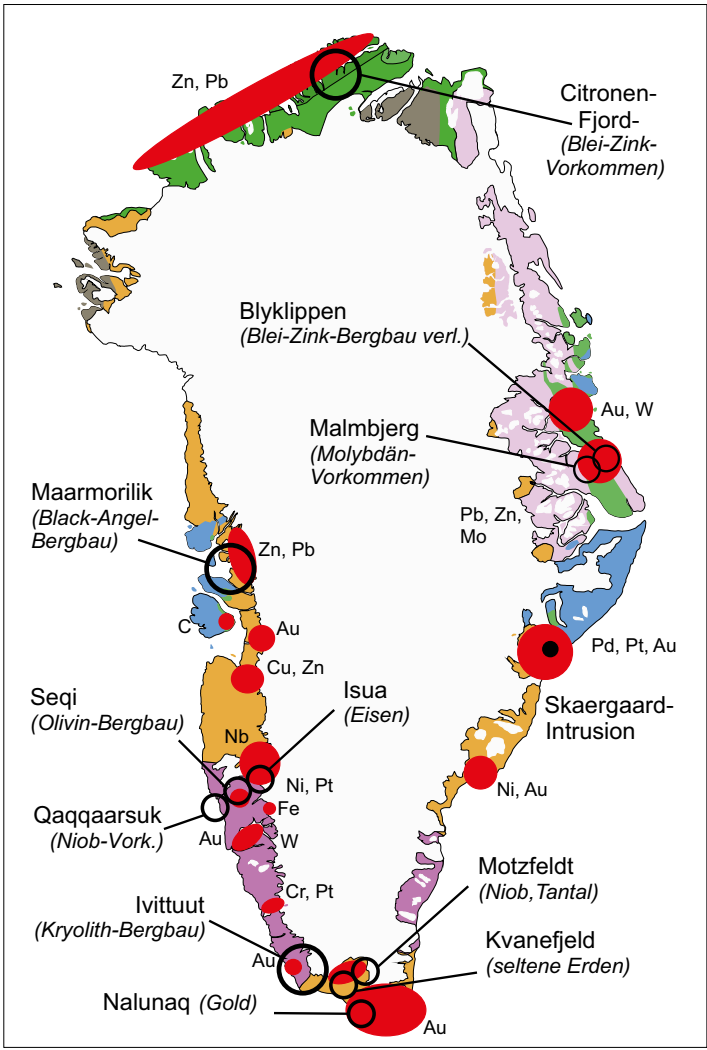 Zn, Pb
Citronen-
Fjord-
(Blei-Zink-
Vorkommen)
Blyklippen
(Blei-Zink-Bergbau verl.)
Au, W
Malmbjerg
(Molybdän-
Vorkommen)
Maarmorilik
(Black-Angel-
Bergbau)
Pb, Zn,
Mo
Zn, Pb
C
Au
Pd, Pt, Au
Cu, Zn
Seqi
(Olivin-Bergbau)
Isua
(Eisen)
Skaergaard-
Intrusion
Nb
Ni, Pt
Ni, Au
Qaqqaarsuk
(Niob-Vork.)
Fe
Au
W
Motzfeldt
(Niob,Tantal)
Cr, Pt
Ivittuut
(Kryolith-Bergbau)
Kvanefjeld
(seltene Erden)
Au
Nalunaq (Gold)
Au